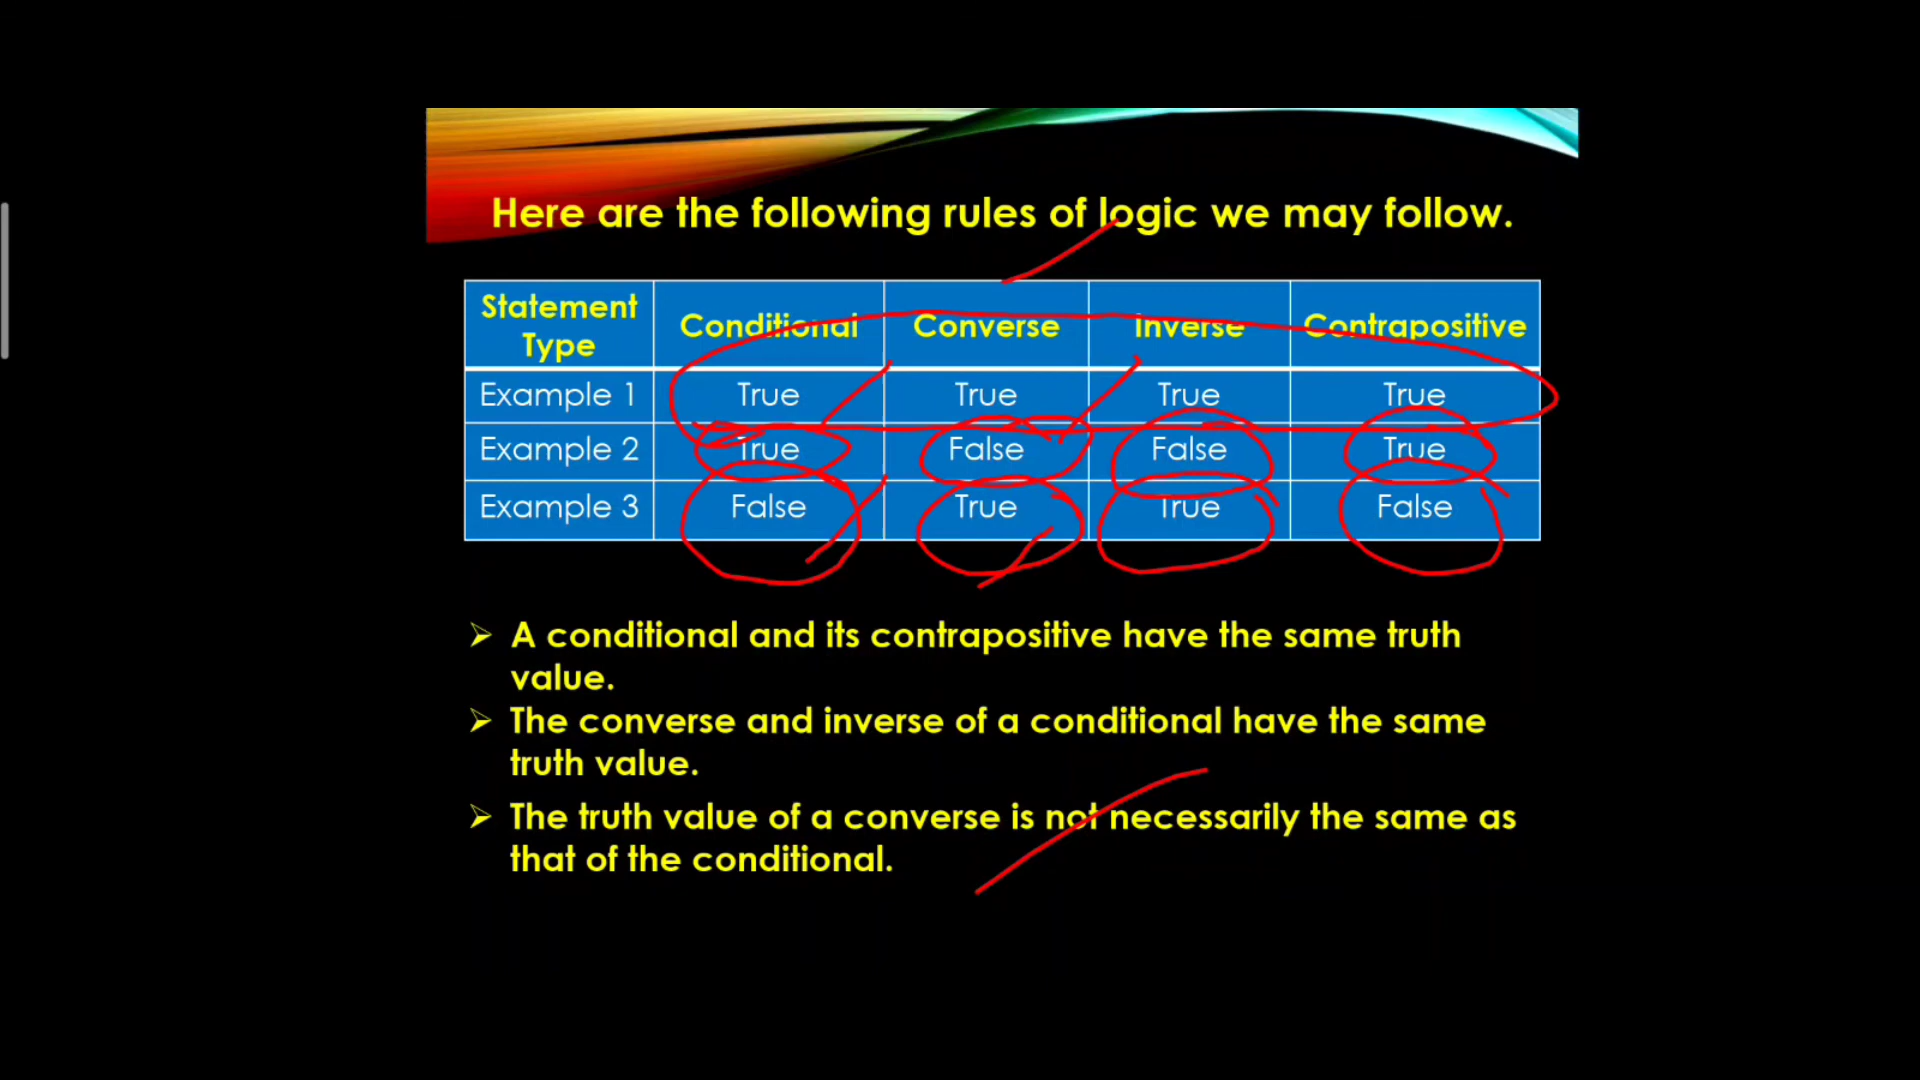 Here are the following rules of logic we may follow.
Statement Type Conditional Converse Inverse Contrapositive
Example 1 True True True True
Example 2 True False False True
Example 3 False True True False
A conditional and its contrapositive have the same truth
value.
The converse and inverse of a conditional have the same
truth value.
The truth value of a converse is not necessarily the same as
that of the conditional.